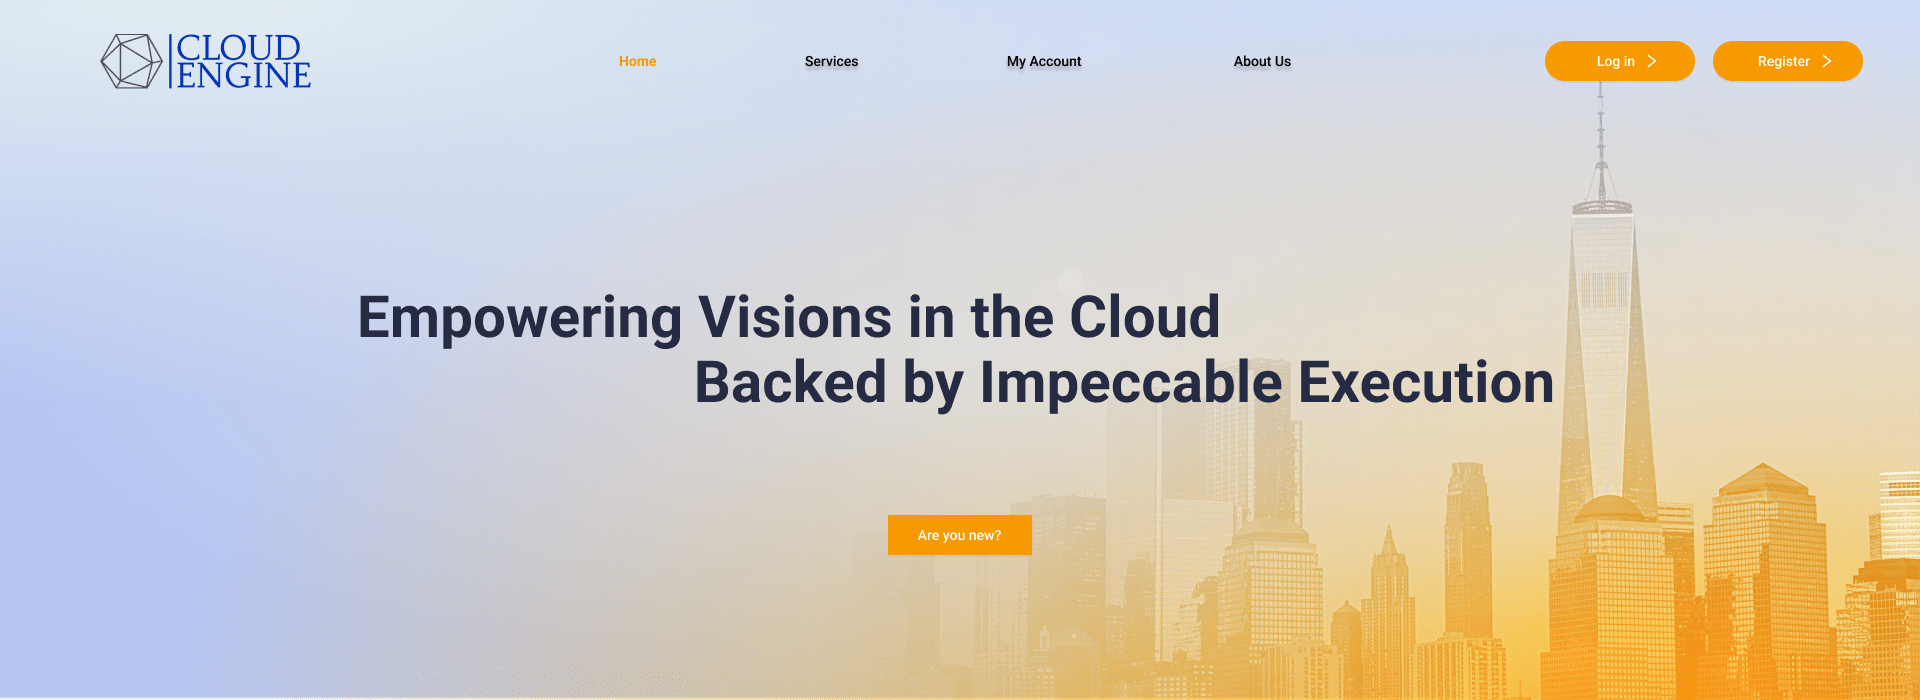 CLOUD
ENGINE
Home
Services
My Account
About Us
Log in
Register
Empowering Visions in the Cloud
Backed by Impeccable Execution
Are you new?